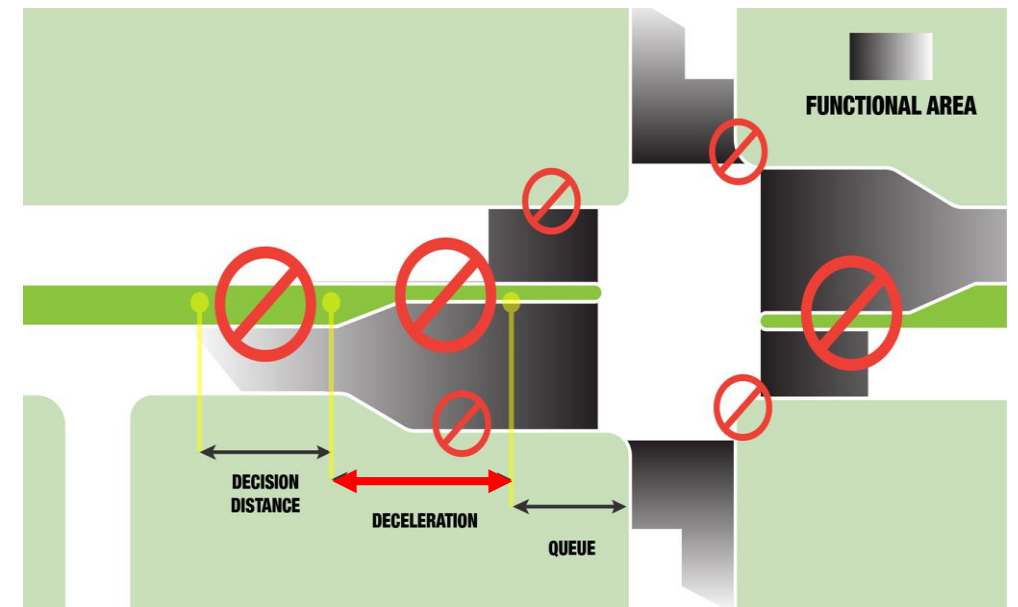 FUNCTIONAL AREA
DECISION
DISTANCE
DECELERATION
QUEUE